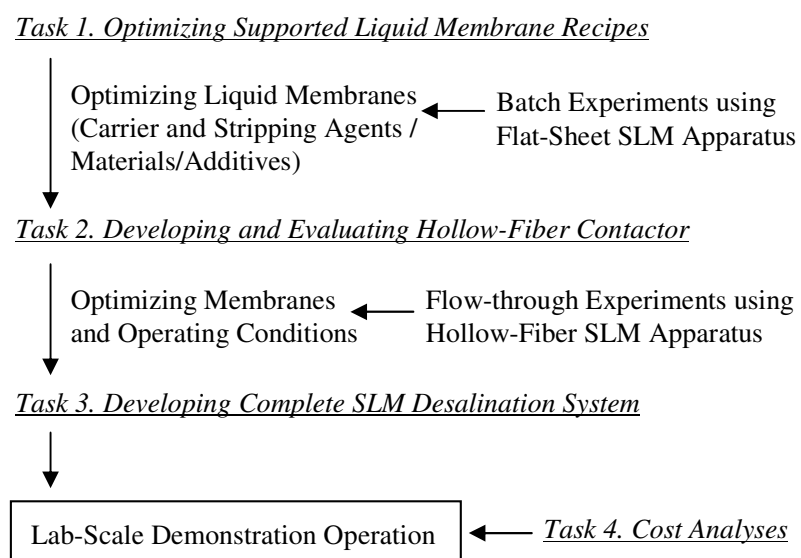 Task 1. Optimizing Supported Liquid Membrane Recipes
Optimizing Liquid Membranes
(Carrier and Stripping Agents /
Materials/Additives)
Batch Experiments using
Flat-Sheet SLM Apparatus
Task 2. Developing and Evaluating Hollow-Fiber Contactor
Optimizing Membranes
and Operating Conditions
Flow-through Experiments using
Hollow-Fiber SLM Apparatus
Task 3. Developing Complete SLM Desalination System
Lab-Scale Demonstration Operation
Task 4. Cost Analyses